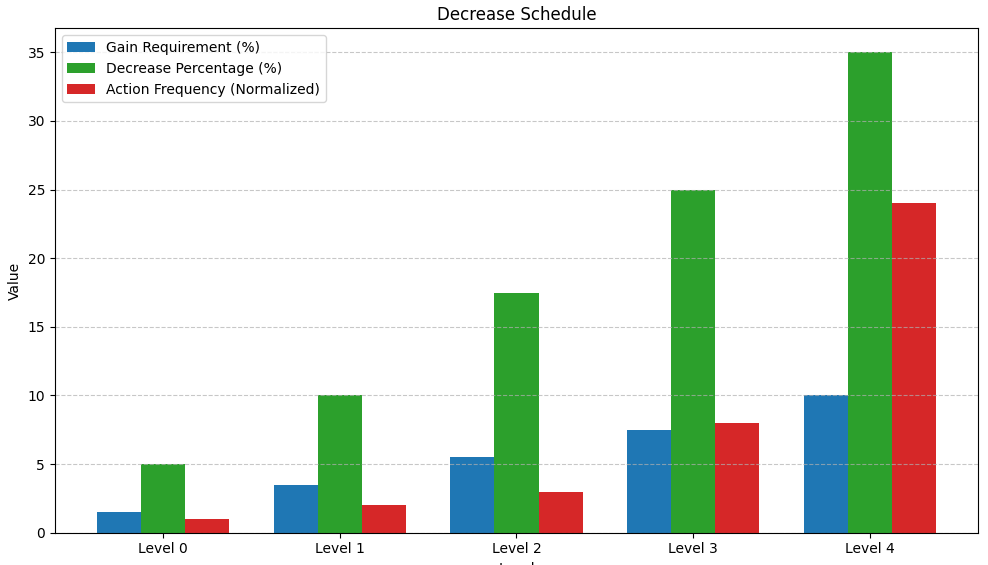 Decrease Schedule
Gain Requirement (%)
Decrease Percentage (%)
Action Frequency (Normalized)
Value
35
30
25
20
15
10
5
0
Level 0 Level 1 Level 2 Level 3 Level 4